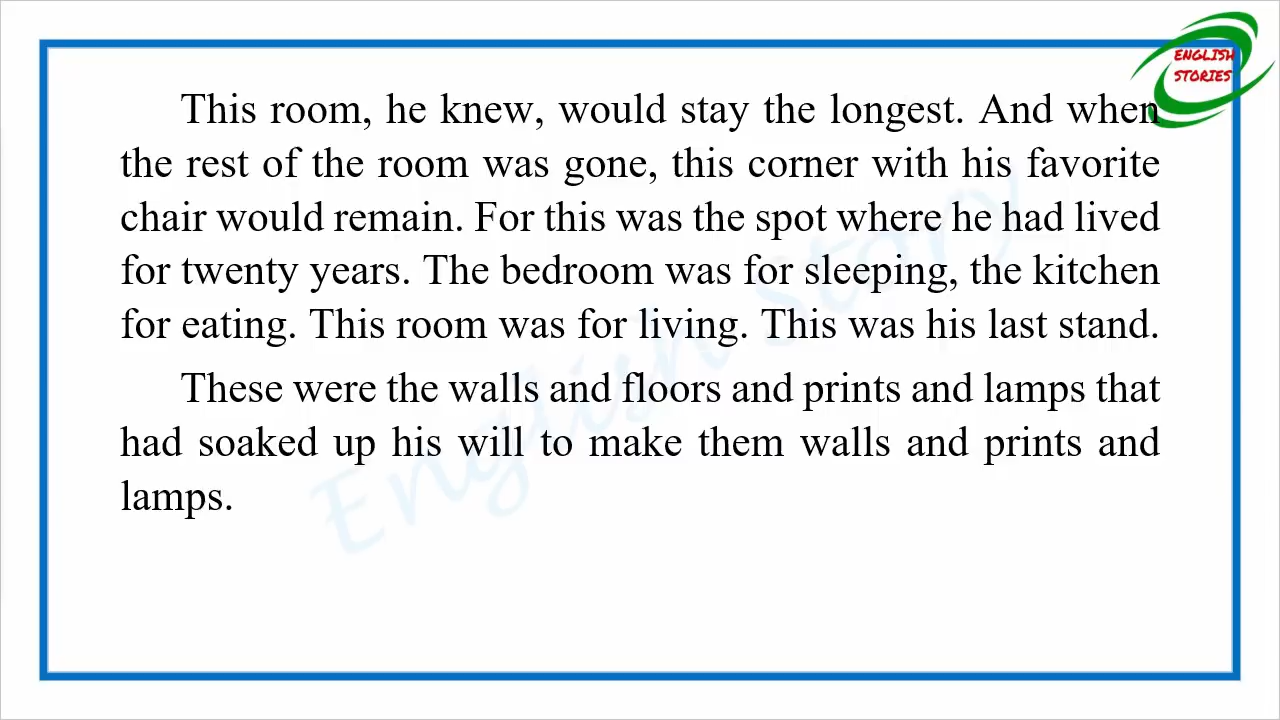 ENGLISH
STORIES
This room, he knew, would stay the longest. And when
the rest of the room was gone, this corner with his favorite
chair would remain. For this was the spot where he had lived
for twenty years. The bedroom was for sleeping, the kitchen
for eating. This room was for living. This was his last stand.
These were the walls and floors and prints and lamps that
had soaked up his will to make them walls and prints and
lamps.
English Story